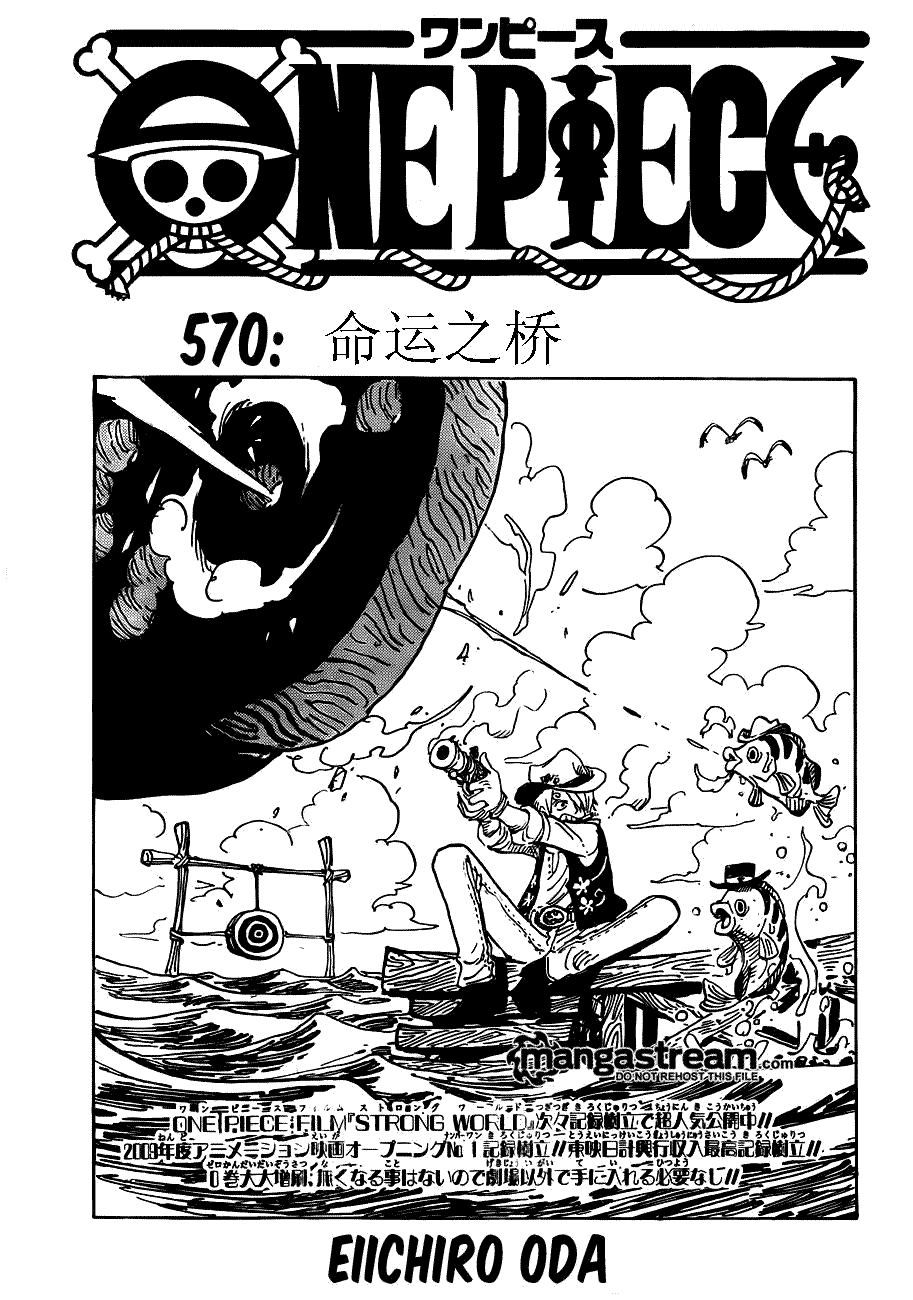 ワンピース
ONE PIECE
570: 命运之桥
mangastream.com
DO NOT REHOST THIS FILE
ONE PIECE FILM『STRONG WORLD』次々記録樹立で超人気公開中!!
2009年度アニメーション映画オープニングNo.1記録樹立!!東映日計興行収入最高記録樹立!!
0巻大大増刷;無くなる事はないので劇場以外で手に入れる必要なし!!
EIICHIRO ODA